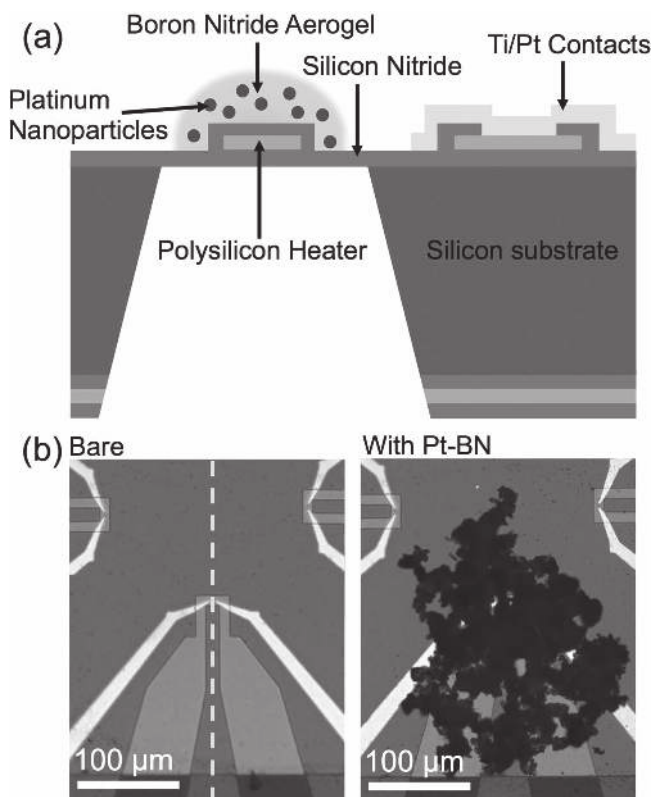 (a)
Boron Nitride Aerogel
Ti/Pt Contacts
Silicon Nitride
Platinum
Nanoparticles
Polysilicon Heater
Silicon substrate
(b) Bare
With Pt-BN
100 µm
100 µm